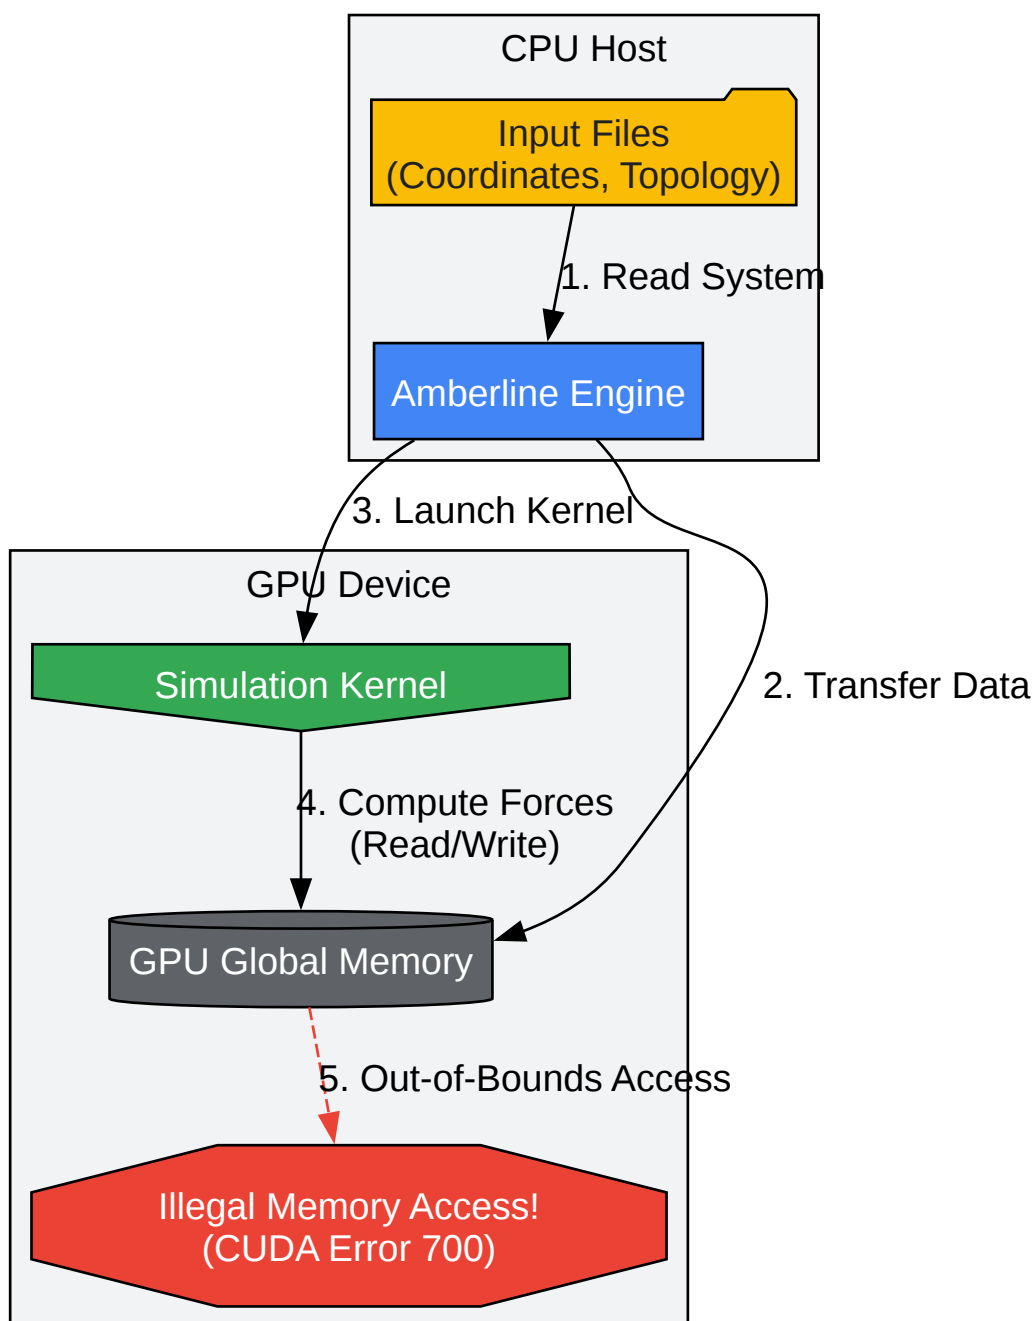 CPU Host
Input Files
(Coordinates, Topology)
1. Read System
Amberline Engine
3. Launch Kernel
GPU Device
Simulation Kernel
2. Transfer Data
4. Compute Forces
(Read/Write)
GPU Global Memory
5. Out-of-Bounds Access
Illegal Memory Access!
(CUDA Error 700)